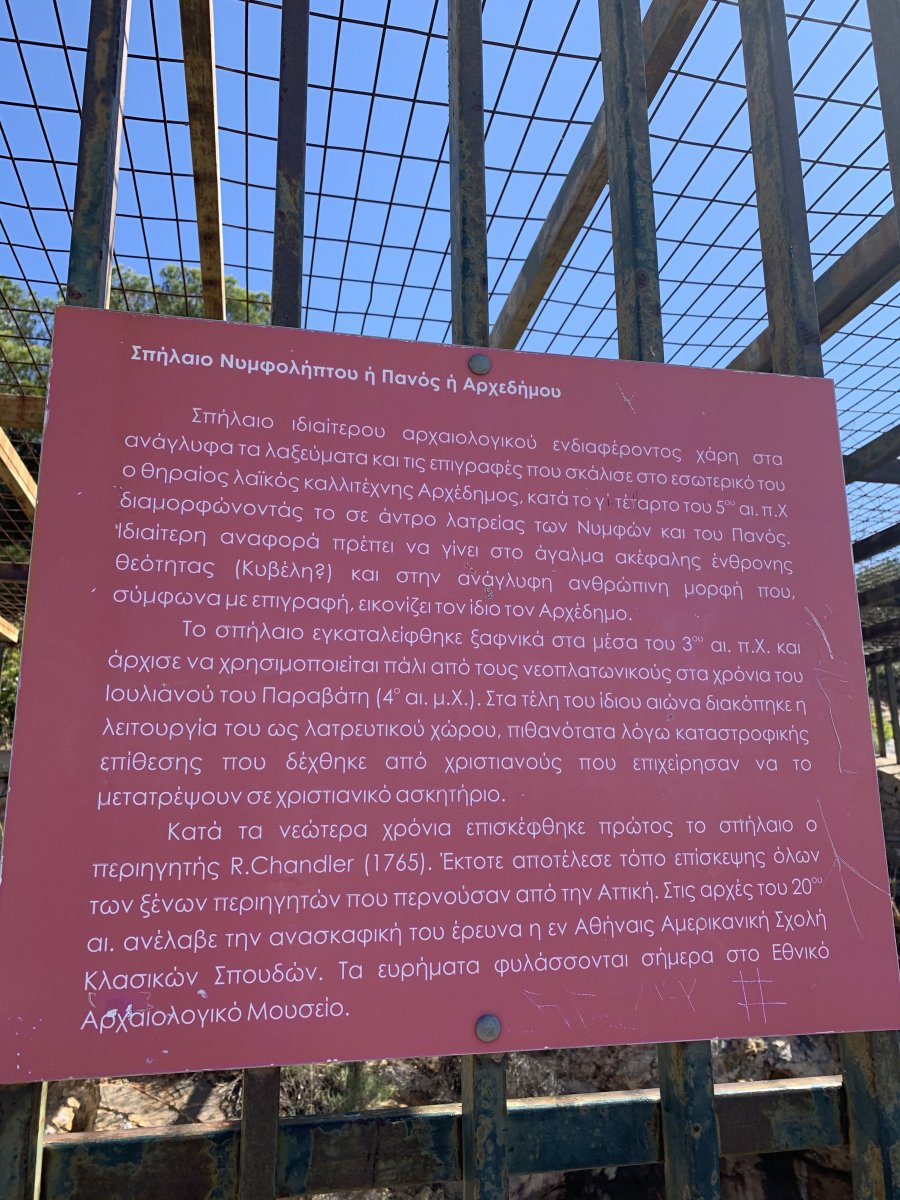 Σπήλαιο Νυμφολήπτου ή Πανός ή Αρχεδήμου
Σπήλαιο ιδιαίτερου αρχαιολογικού ενδιαφέροντος χάρη στα
ανάγλυφα τα λαξεύματα και τις επιγραφές που σκάλισε στο εσωτερικό του
ο θηραίος λαϊκός καλλιτέχνης Αρχέδημος, κατά το γ' τέταρτο του 5ου αι. π.Χ
διαμορφώνοντάς το σε άντρο λατρείας των Νυμφών και του Πανός.
Ιδιαίτερη αναφορά πρέπει να γίνει στο άγαλμα ακέφαλης ένθρονης
θεότητας (Κυβέλη?) και στην ανάγλυφη ανθρώπινη μορφή που,
σύμφωνα με επιγραφή, εικονίζει τον ίδιο τον Αρχέδημο.
Το σπήλαιο εγκαταλείφθηκε ξαφνικά στα μέσα του 3ου αι. π.Χ. και
άρχισε να χρησιμοποιείται πάλι από τους νεοπλατωνικούς στα χρόνια του
Ιουλιανού του Παραβάτη (4ο αι. μ.Χ.). Στα τέλη του ίδιου αιώνα διακόπηκε η
λειτουργία του ως λατρευτικού χώρου, πιθανότατα λόγω καταστροφικής
επίθεσης που δέχθηκε από χριστιανούς που επιχείρησαν να το
μετατρέψουν σε χριστιανικό ασκητήριο.
Κατά τα νεώτερα χρόνια επισκέφθηκε πρώτος το σπήλαιο ο
περιηγητής R.Chandler (1765). Έκτοτε αποτέλεσε τόπο επίσκεψης όλων
των ξένων περιηγητών που περνούσαν από την Αττική. Στις αρχές του 20ου
αι. ανέλαβε την ανασκαφική του έρευνα η εν Αθήναις Αμερικανική Σχολή
Κλασικών Σπουδών. Τα ευρήματα φυλάσσονται σήμερα στο Εθνικό
Αρχαιολογικό Μουσείο.